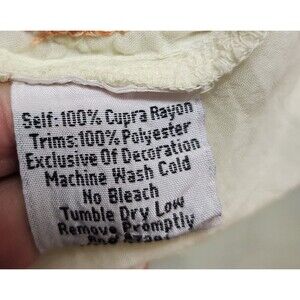 Self:100% Cupra Rayon
Trims:100% Polyester
Exclusive Of Decoration
Machine Wash Cold
No Bleach
Tumble Dry Low
Remove Promptly
And